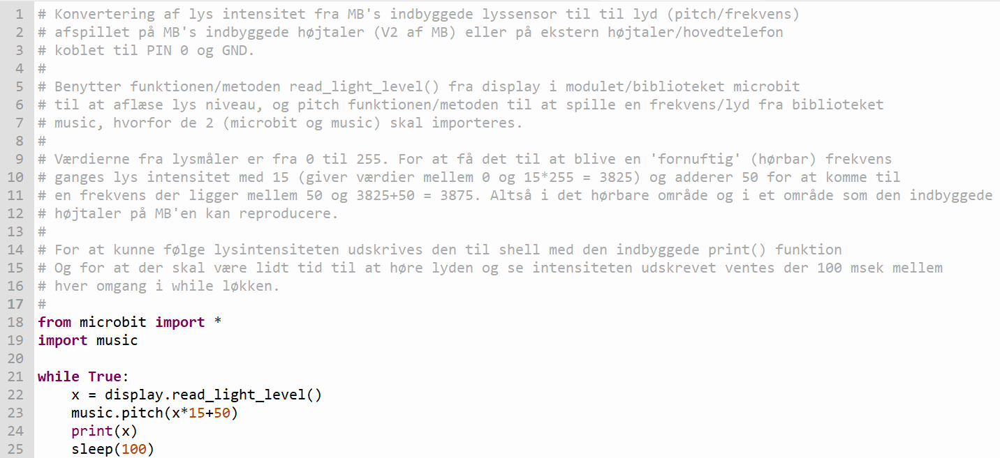 1 # Konvertering af lys intensitet fra MB's indbyggede lyssensor til til lyd (pitch/frekvens)
2 # afspillet på MB's indbyggede højtaler (V2 af MB) eller på ekstern højtaler/hovedtelefon
3 # koblet til PIN 0 og GND.
4 #
5 # Benytter funktionen/metoden read_light_level() fra display i modulet/biblioteket microbit
6 # til at aflæse lys niveau, og pitch funktionen/metoden til at spille en frekvens/lyd fra biblioteket
7 # music, hvorfor de 2 (microbit og music) skal importeres.
8 #
9 # Værdierne fra lysmåler er fra 0 til 255. For at få det til at blive en 'fornuftig' (hørbar) frekvens
10 # ganges lys intensitet med 15 (giver værdier mellem 0 og 15*255 = 3825) og adderer 50 for at komme til
11 # en frekvens der ligger mellem 50 og 3825+50 = 3875. Altså i det hørbare område og i et område som den indbyggede
12 # højtaler på MB'en kan reproducere.
13 #
14 # For at kunne følge lysintensiteten udskrives den til shell med den indbyggede print() funktion
15 # Og for at der skal være lidt tid til at høre lyden og se intensiteten udskrevet ventes der 100 msek mellem
16 # hver omgang i while løkken.
17 #
18 from microbit import *
19 import music
20
21 while True:
22     x = display.read_light_level()
23     music.pitch(x*15+50)
24     print(x)
25     sleep(100)